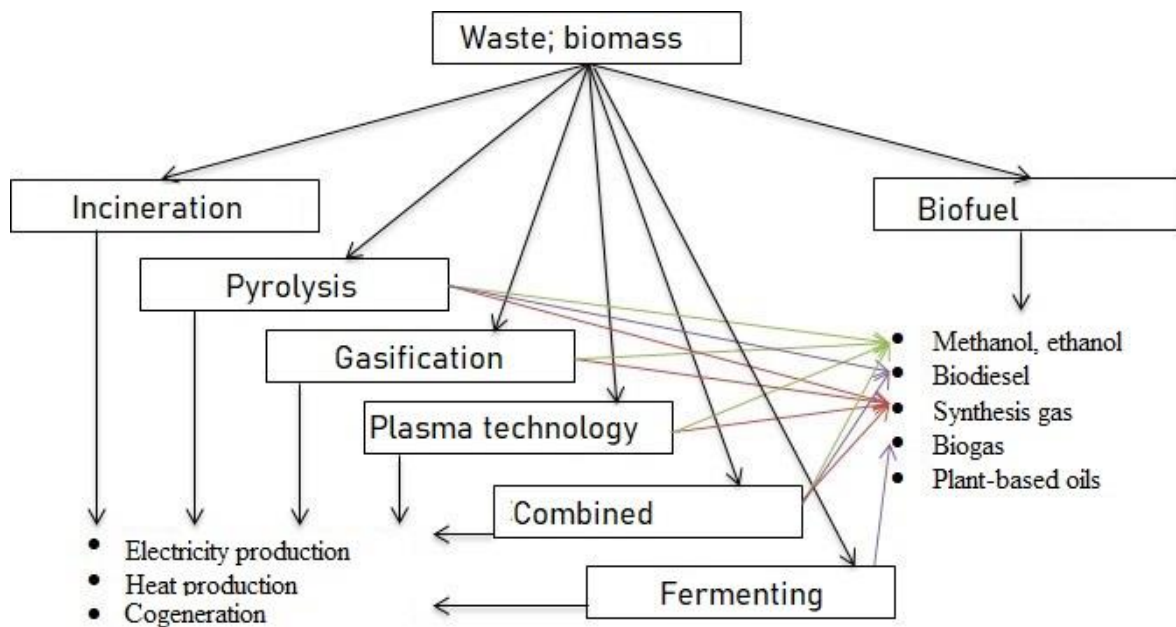 Waste; biomass
Incineration
Biofuel
Pyrolysis
Gasification
Plasma technology
Combined
Fermenting
• Methanol, ethanol
• Biodiesel
• Synthesis gas
• Biogas
• Plant-based oils
• Electricity production
• Heat production
• Cogeneration